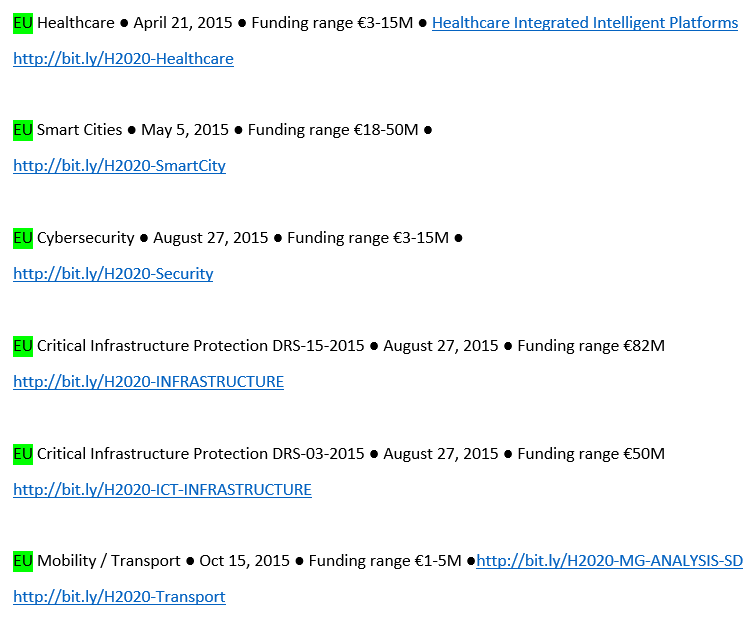 EU Healthcare ● April 21, 2015 ● Funding range €3-15M ● Healthcare Integrated Intelligent Platforms
http://bit.ly/H2020-Healthcare
EU Smart Cities ● May 5, 2015 ● Funding range €18-50M ●
http://bit.ly/H2020-SmartCity
EU Cybersecurity ● August 27, 2015 ● Funding range €3-15M ●
http://bit.ly/H2020-Security
EU Critical Infrastructure Protection DRS-15-2015 ● August 27, 2015 ● Funding range €82M
http://bit.ly/H2020-INFRASTRUCTURE
EU Critical Infrastructure Protection DRS-03-2015 ● August 27, 2015 ● Funding range €50M
http://bit.ly/H2020-ICT-INFRASTRUCTURE
EU Mobility / Transport ● Oct 15, 2015 ● Funding range €1-5M ●http://bit.ly/H2020-MG-ANALYSIS-SD
http://bit.ly/H2020-Transport